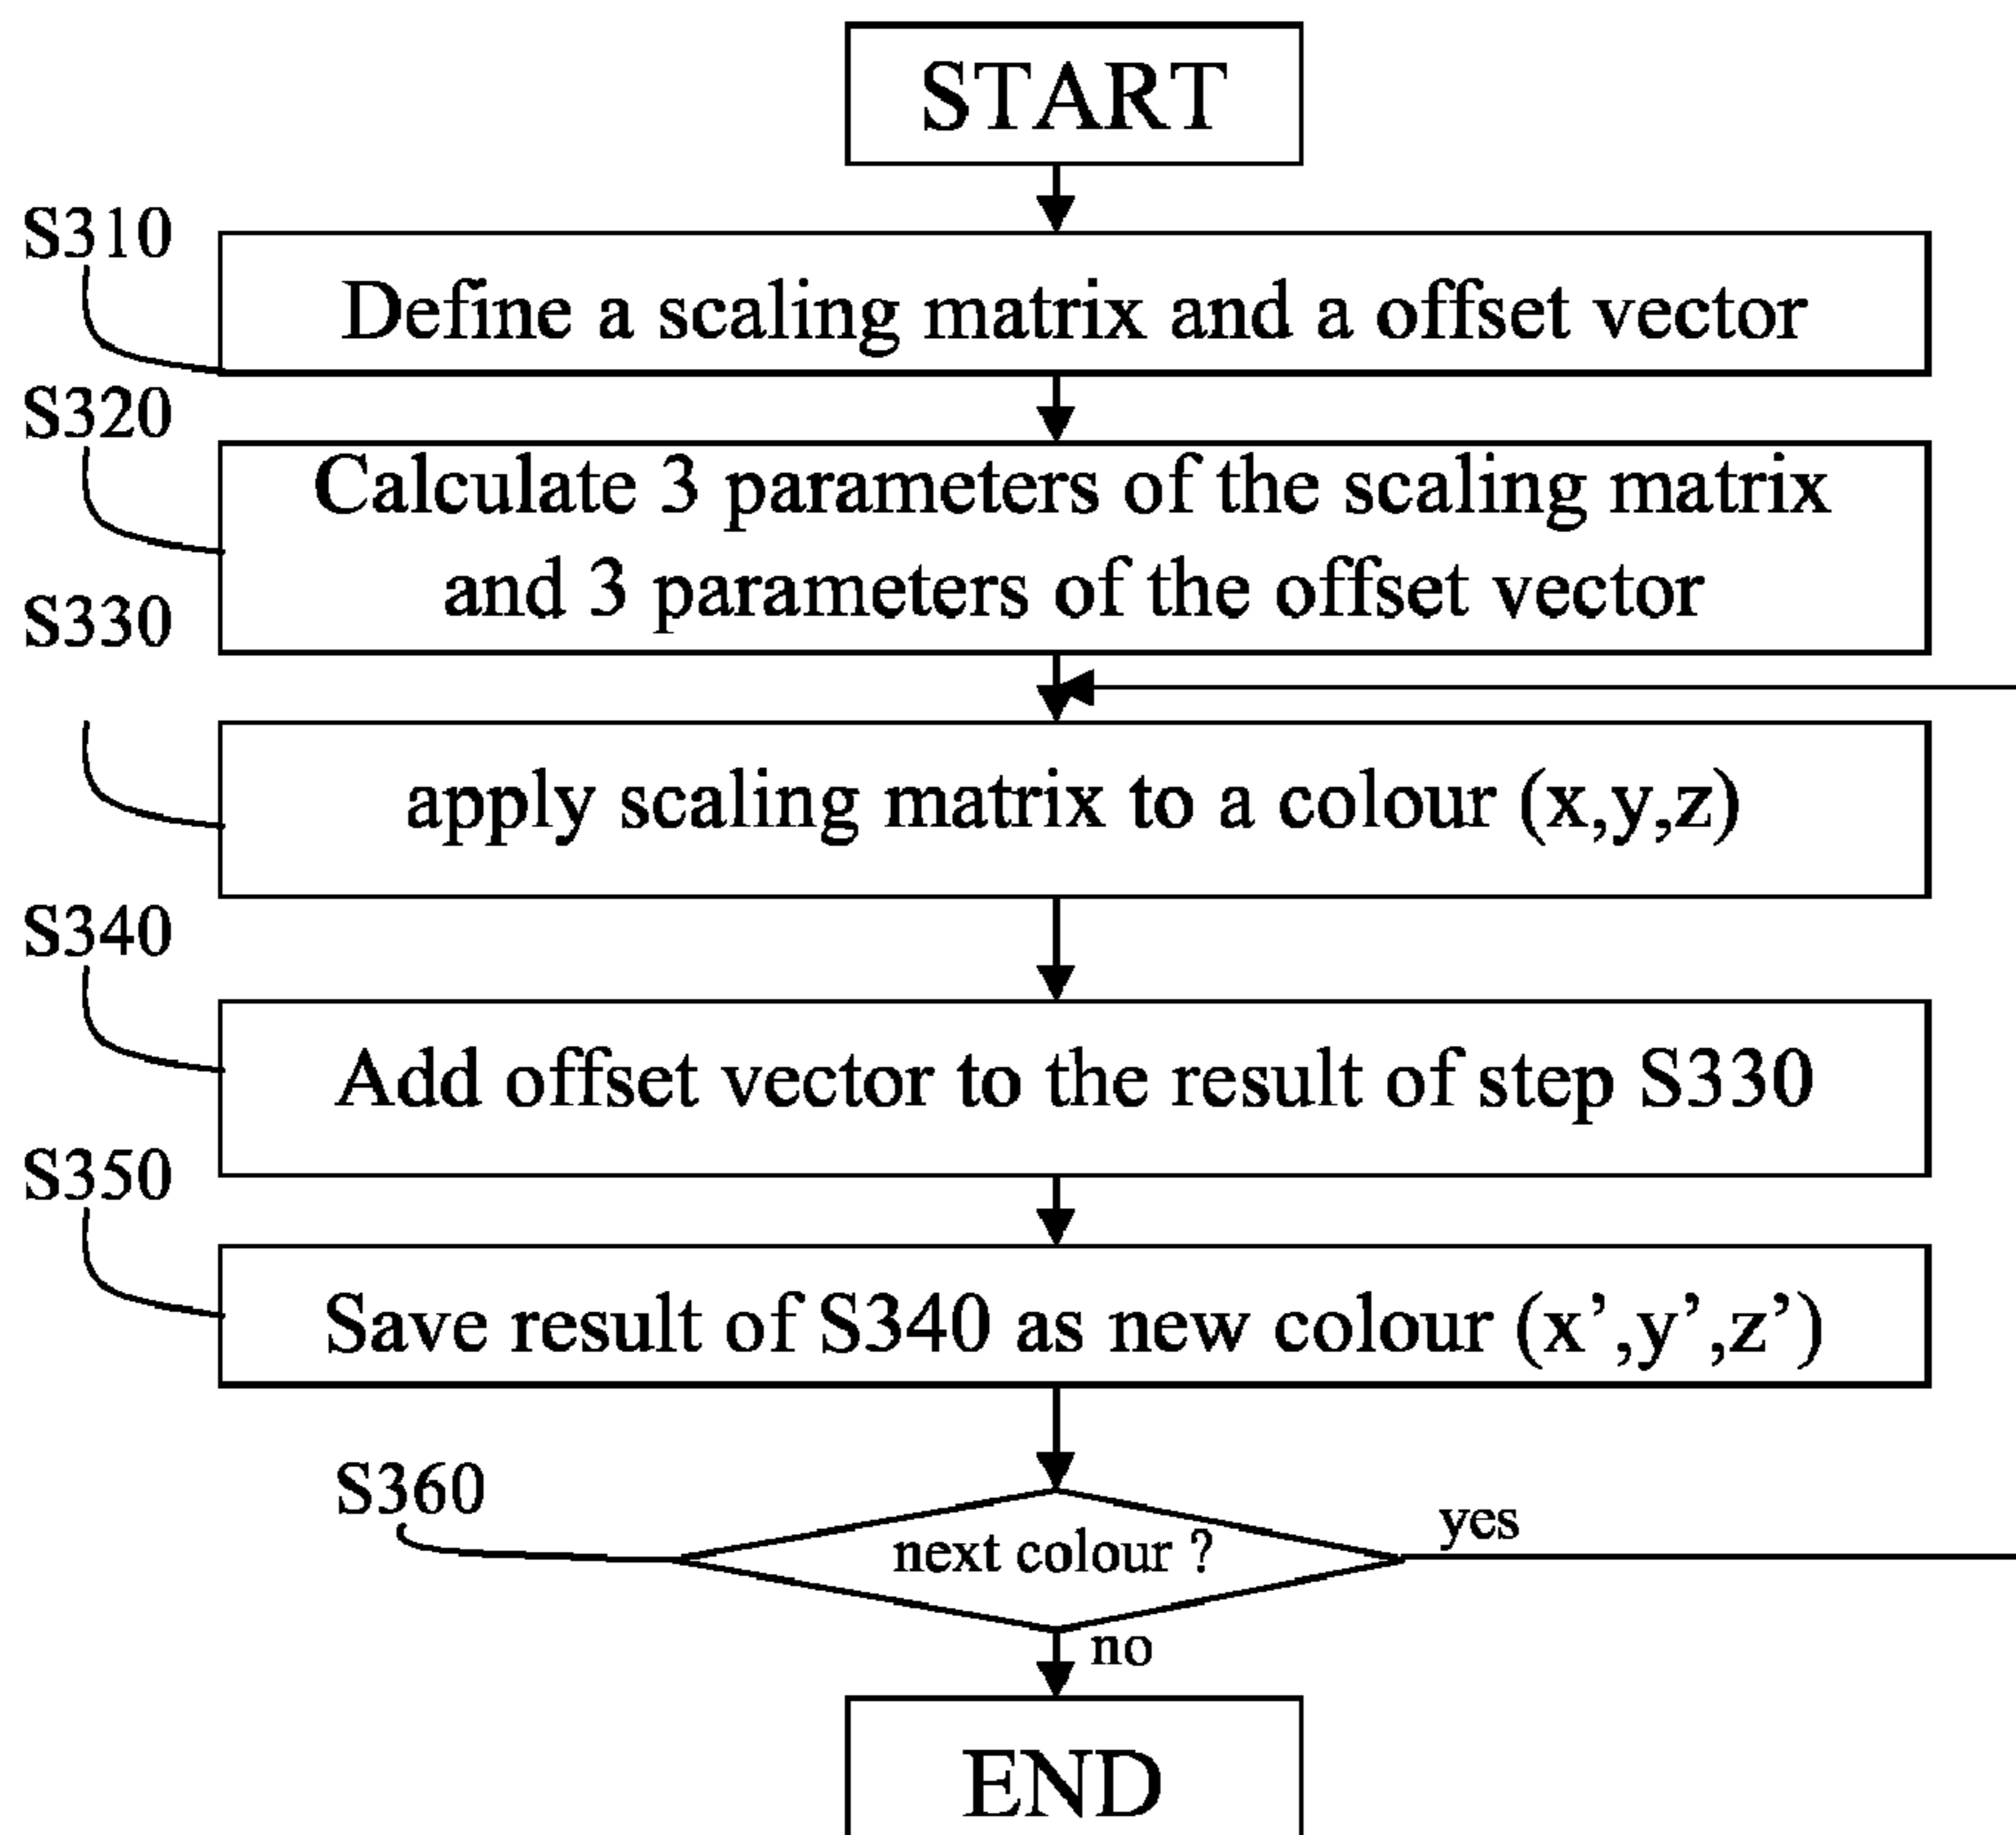 START
S310
Define a scaling matrix and a offset vector
S320
Calculate 3 parameters of the scaling matrix
and 3 parameters of the offset vector
S330
apply scaling matrix to a colour (x,y,z)
S340
Add offset vector to the result of step S330
S350
Save result of S340 as new colour (x’,y’,z’)
S360
next colour ?
yes
no
END